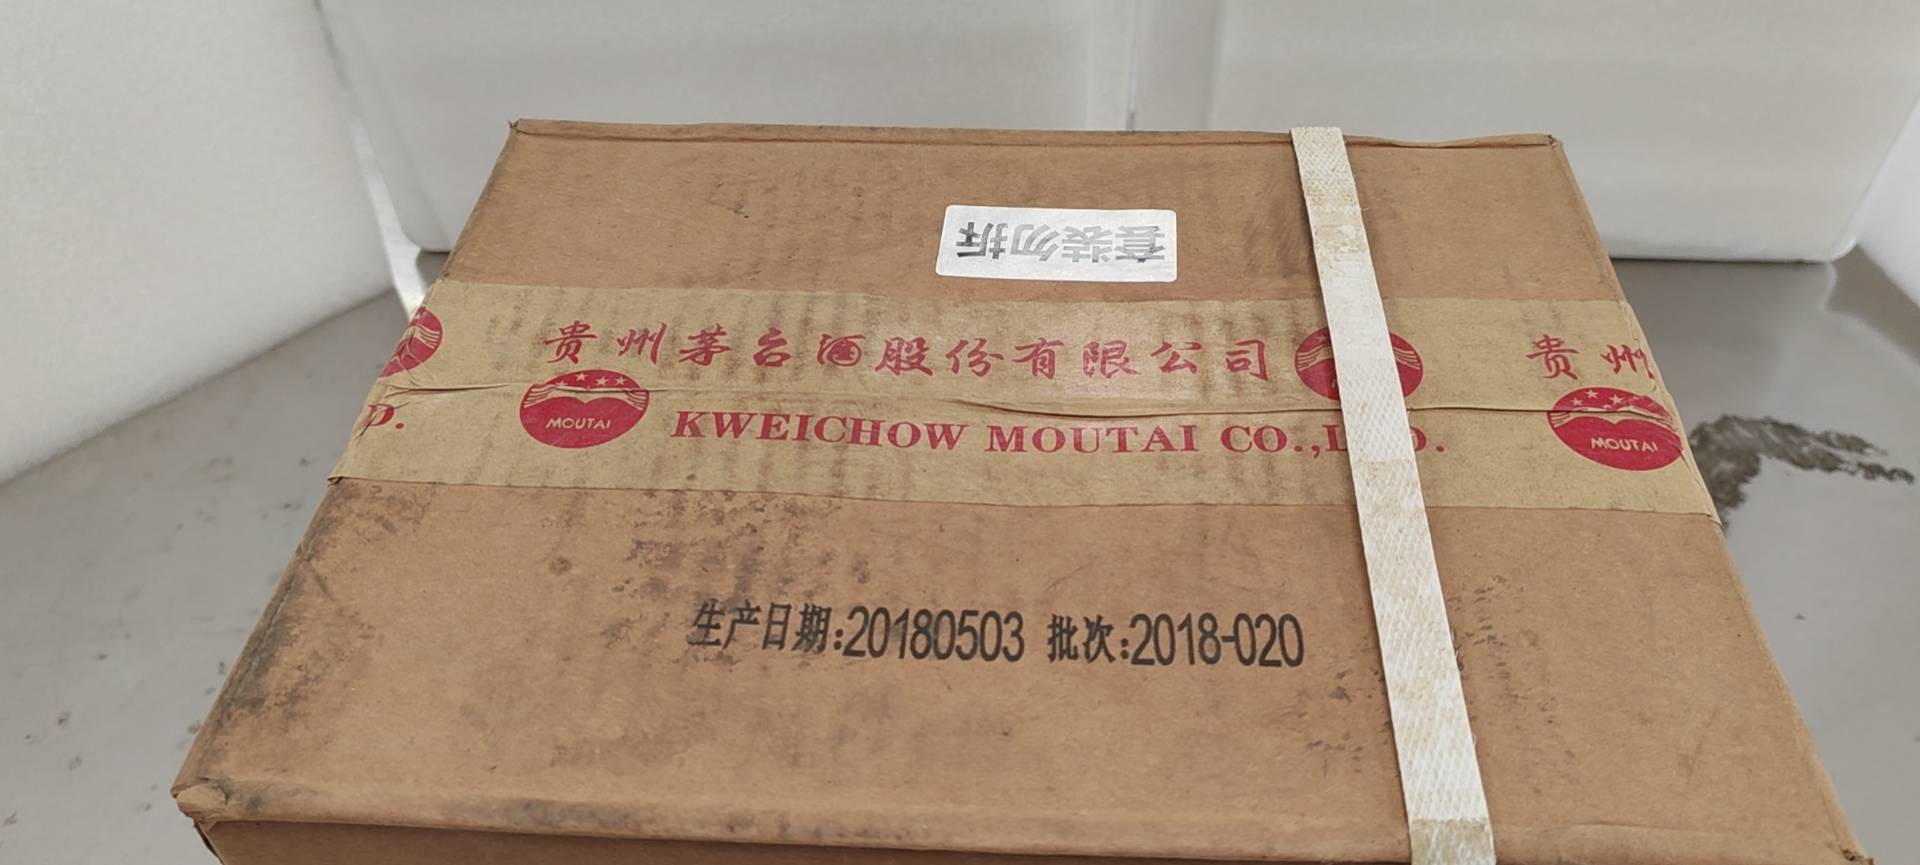 套装勿拆
贵州茅台酒股份有限公司
贵州
D.
MOUTAI
KWEICHOW MOUTAI CO.,L D.
MOUTAI
生产日期:20180503 批次:2018-020